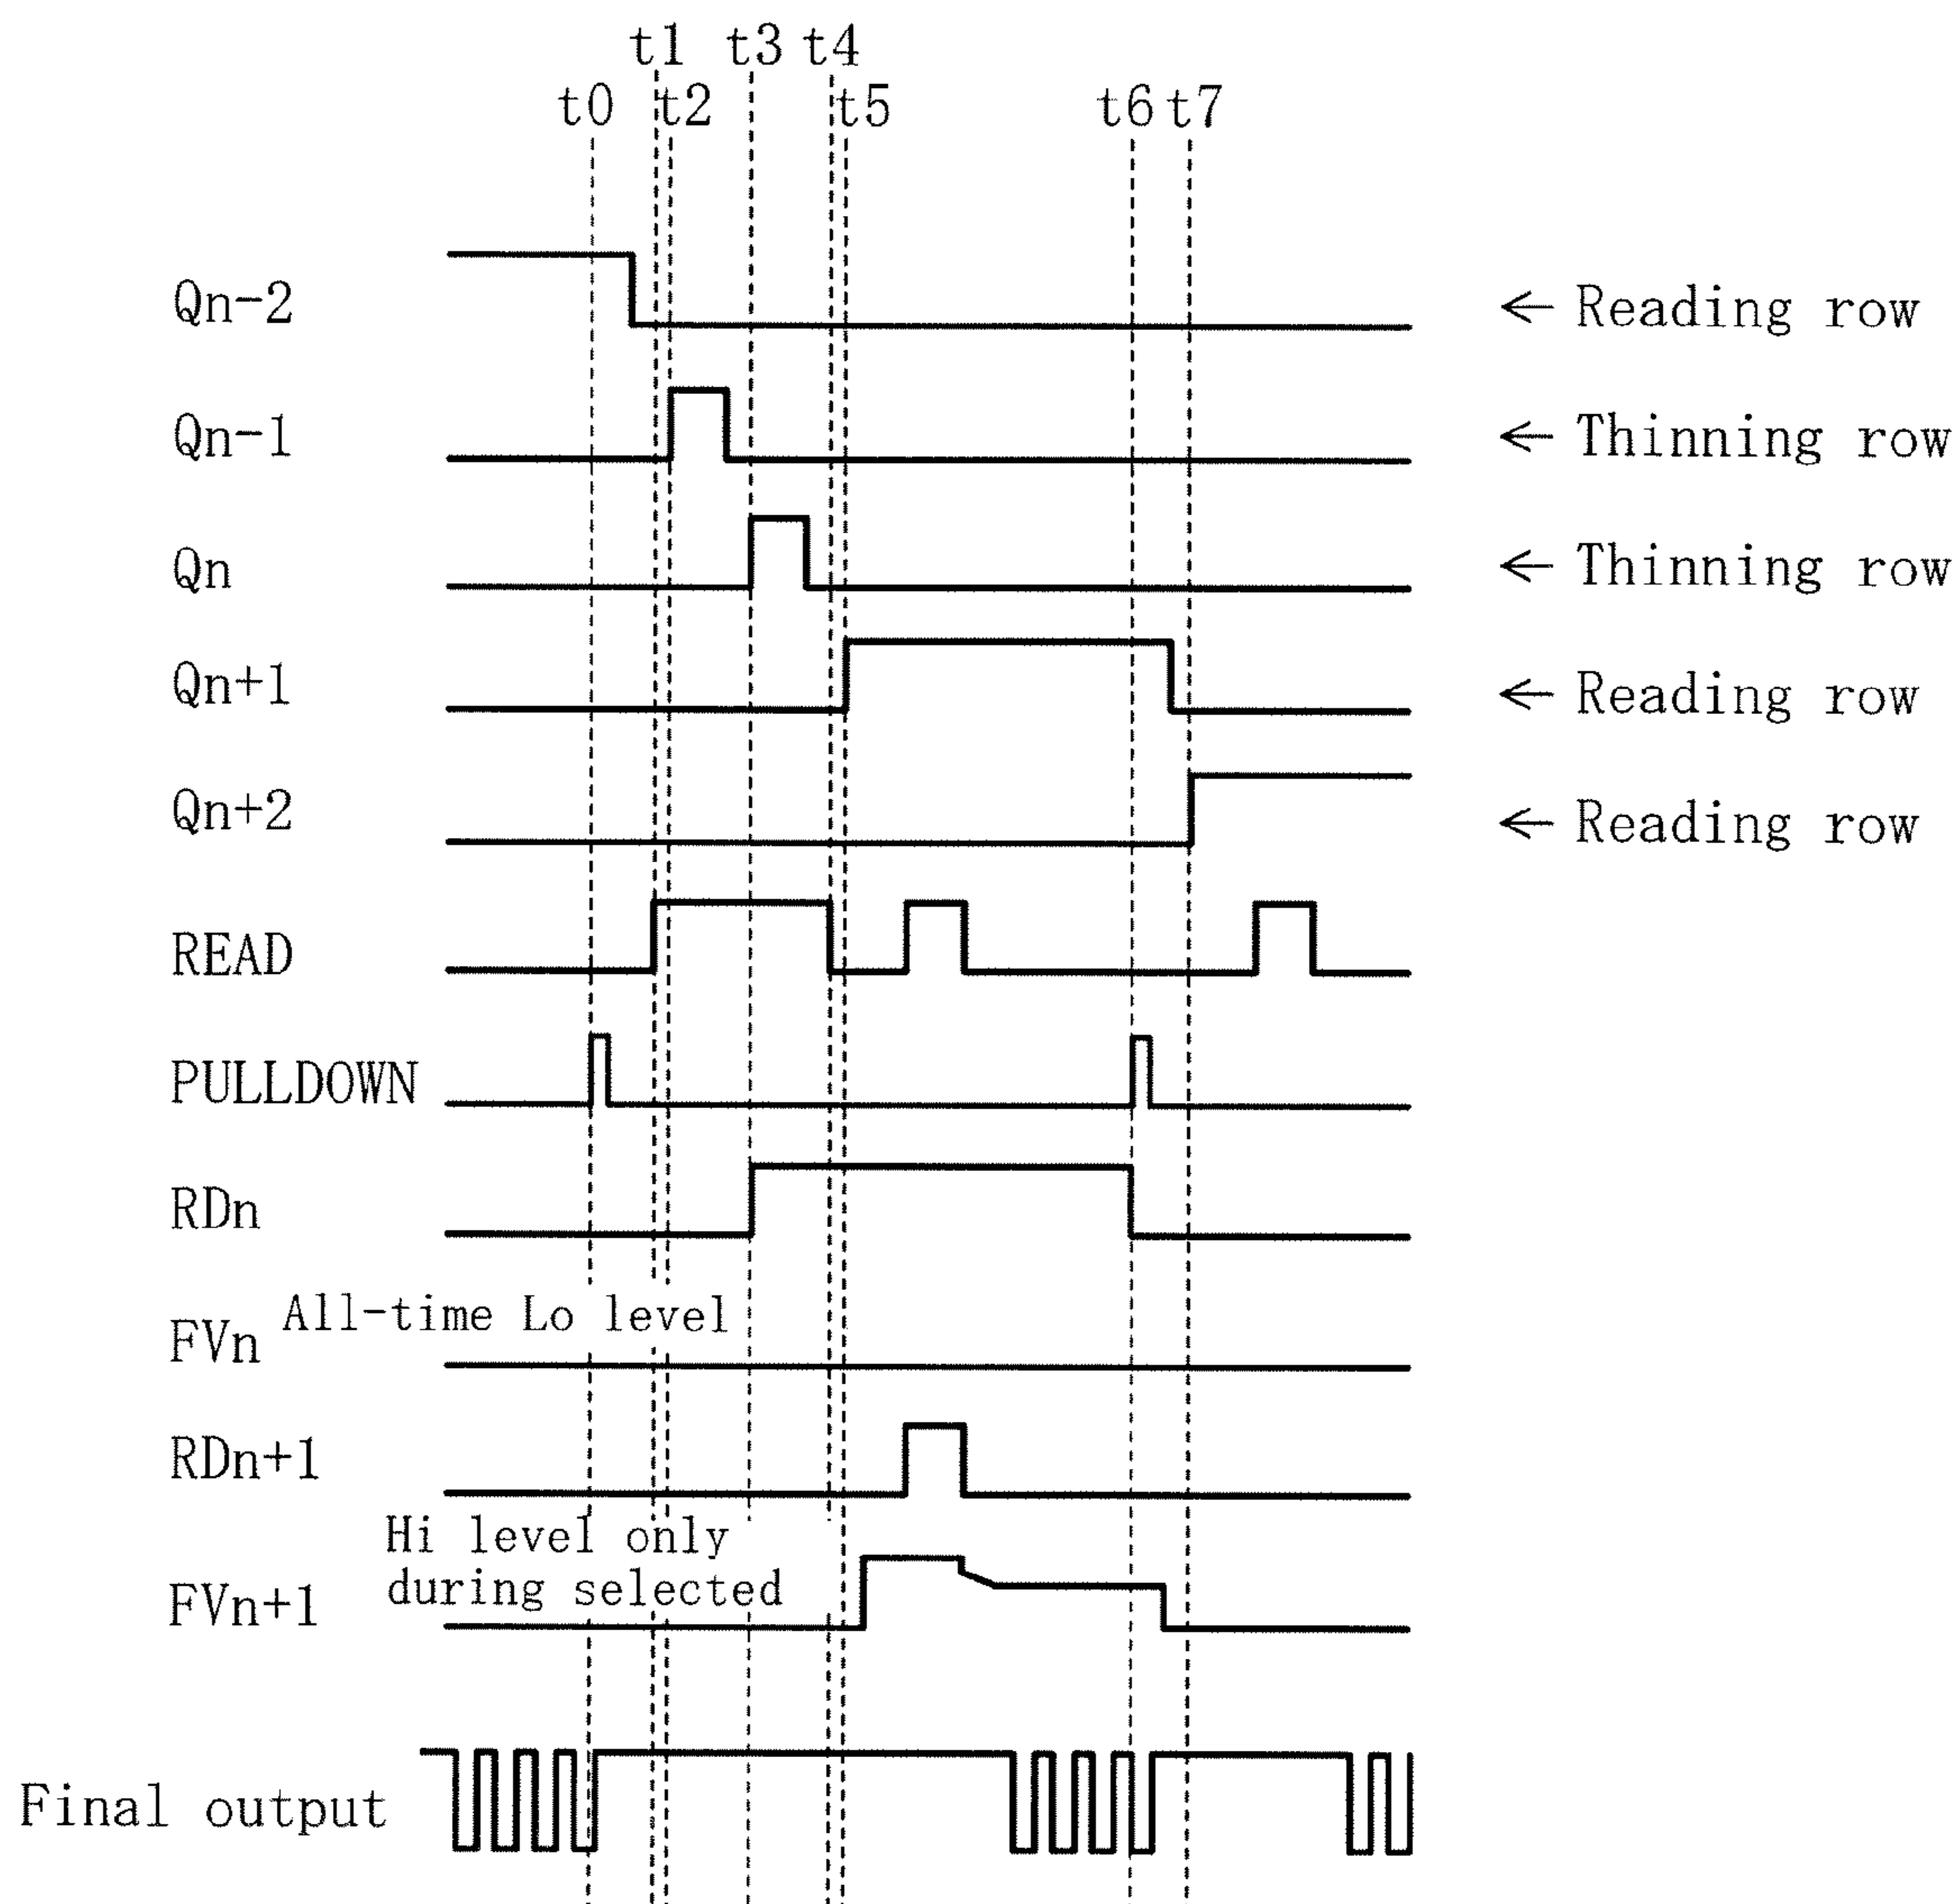 t1 t3 t4
t0 t2 t5 t6 t7
Qn-2 ← Reading row
Qn-1 ← Thinning row
Qn ← Thinning row
Qn+1 ← Reading row
Qn+2 ← Reading row
READ
PULLDOWN
RDn
FVn All-time Lo level
RDn+1
Hi level only
during selected
FVn+1
Final output